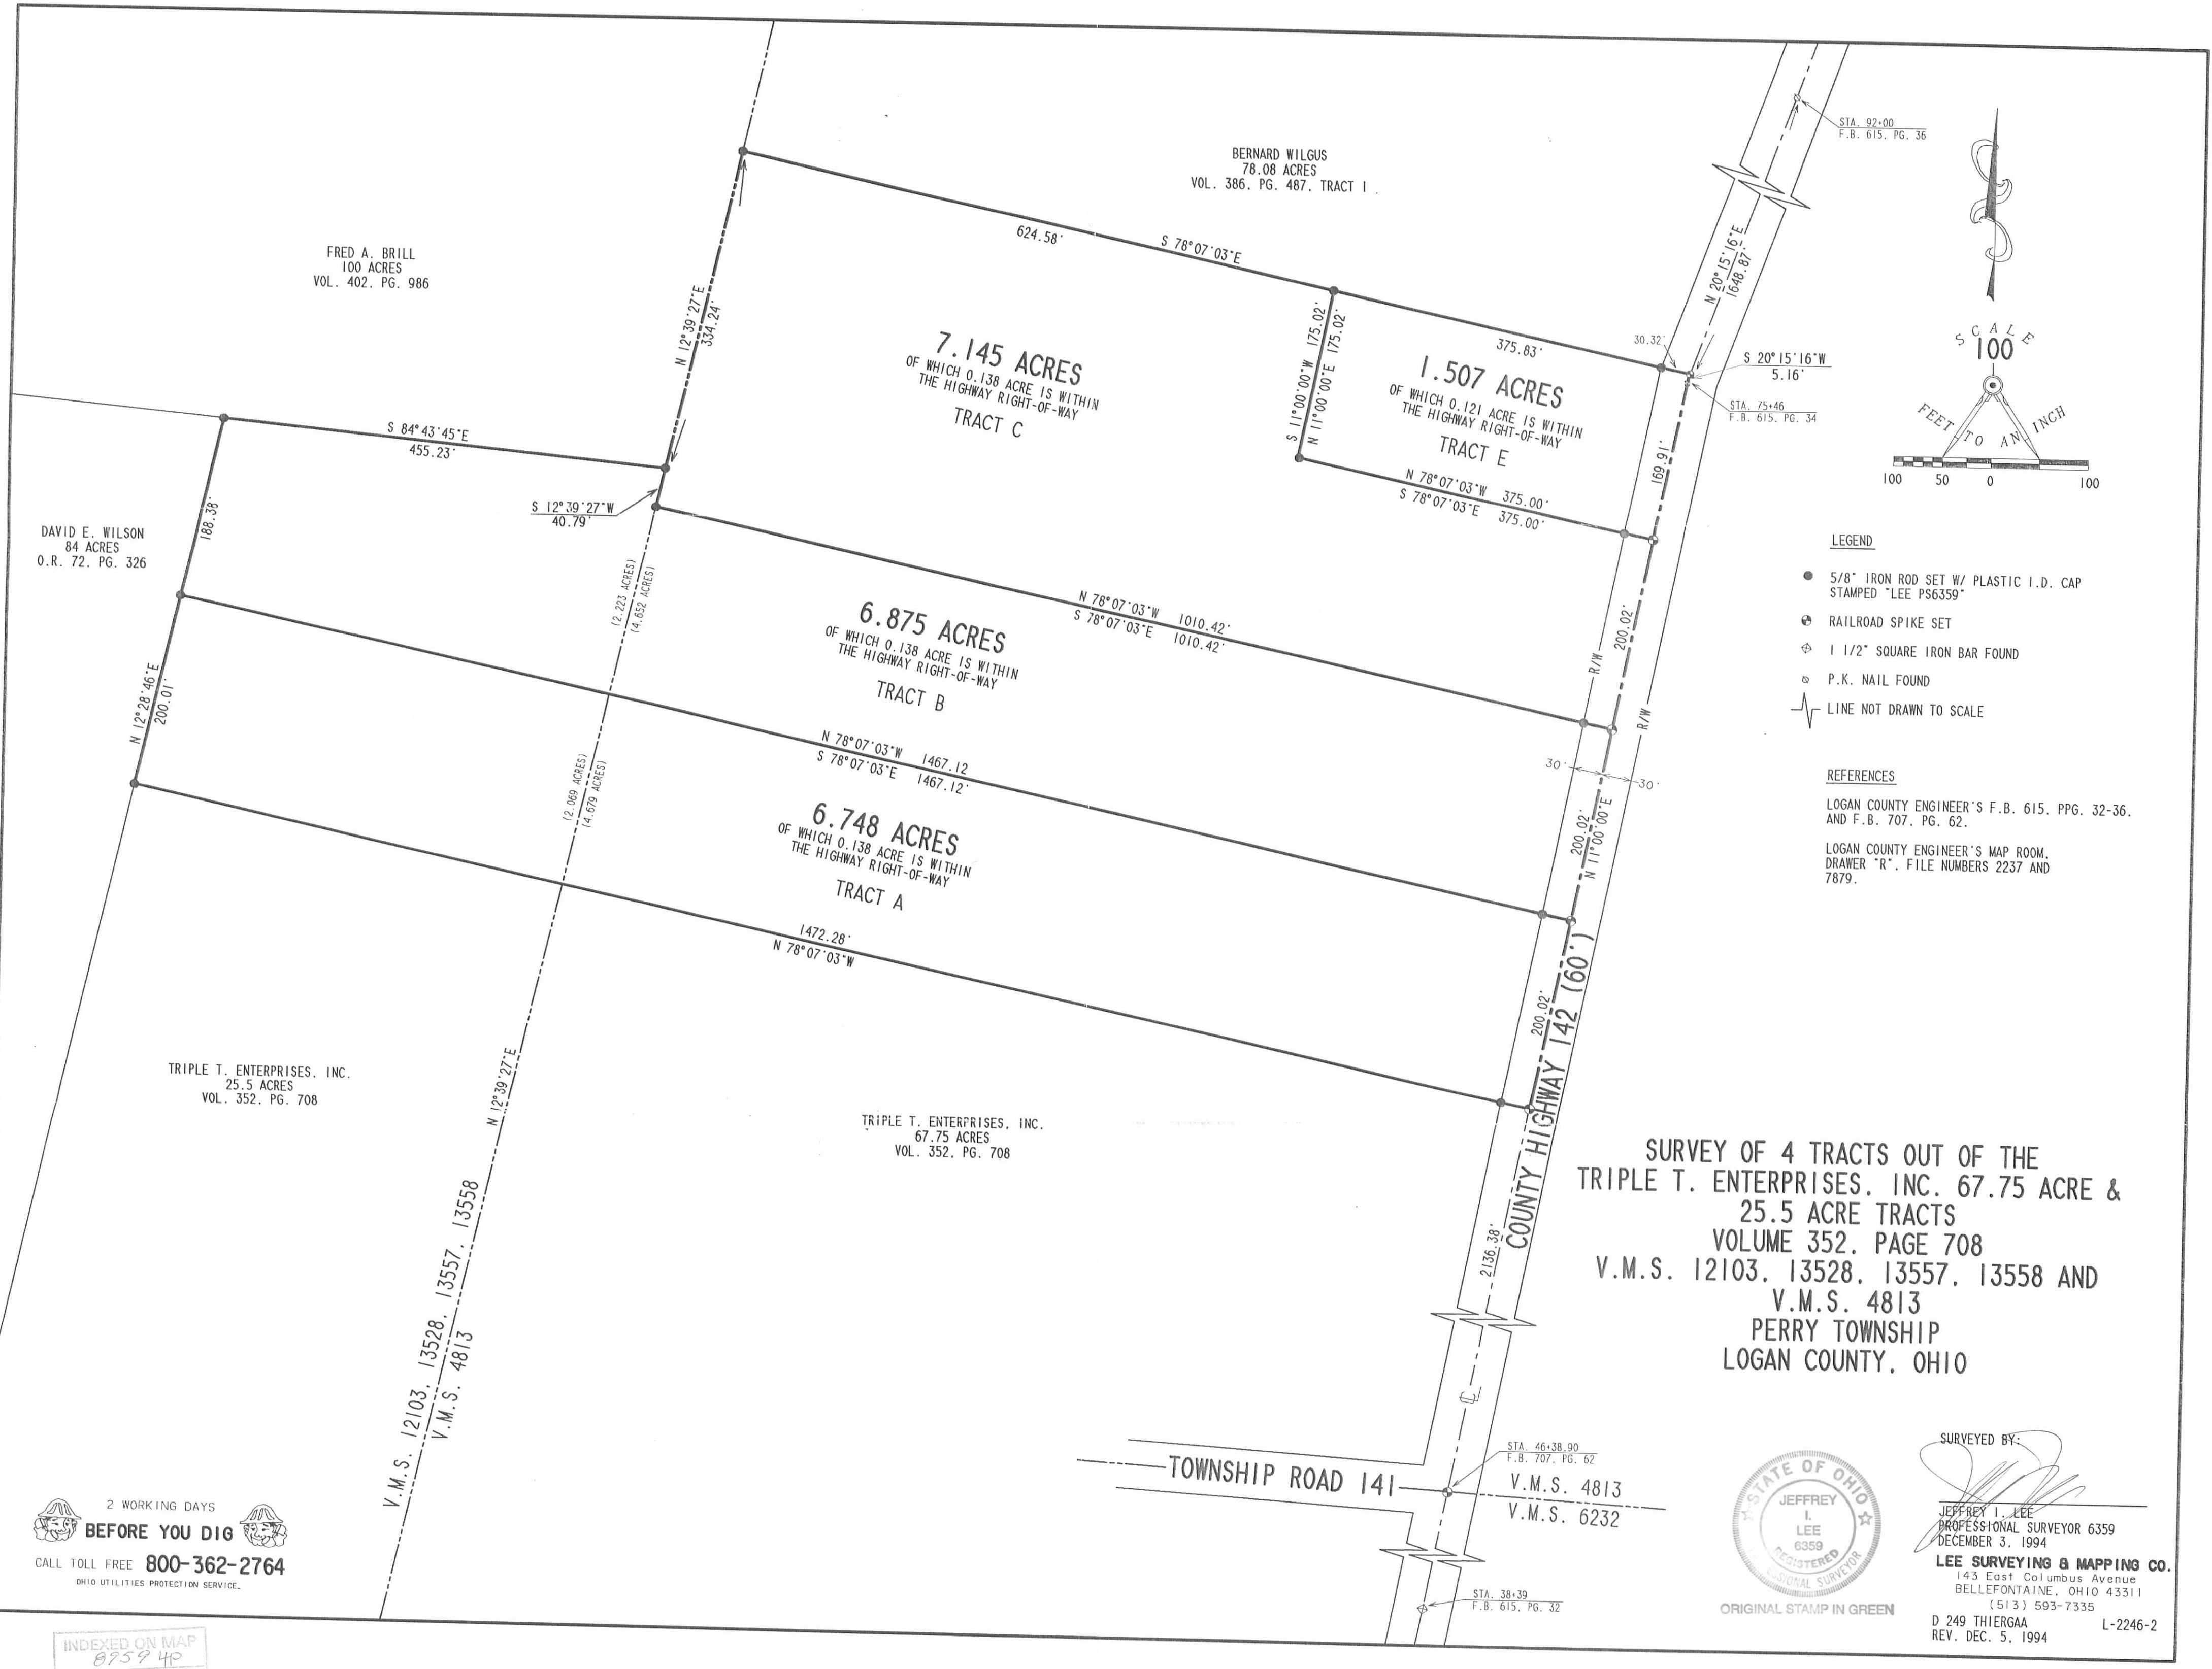 STA. 92+00
F.B. 615, PG. 36
BERNARD WILGUS
78.08 ACRES
VOL. 386, PG. 487, TRACT I
FRED A. BRILL
100 ACRES
VOL. 402, PG. 986
624.58'
S 78°07'03"E
N 12°39'27"E
334.24'
7.145 ACRES
OF WHICH 0.138 ACRE IS WITHIN
THE HIGHWAY RIGHT-OF-WAY
TRACT C
S 11°00'00"W 175.02'
N 11°00'00"E 175.02'
375.83'
30.32'
N 20°15'16"E
1648.87'
S 20°15'16"W
5.16'
STA. 75+46
F.B. 615, PG. 34
1.507 ACRES
OF WHICH 0.121 ACRE IS WITHIN
THE HIGHWAY RIGHT-OF-WAY
TRACT E
N 78°07'03"W 375.00'
S 78°07'03"E 375.00'
169.91'
SCALE
100
FEET TO AN INCH
100 50 0 100
S 84°43'45"E
455.23'
S 12°39'27"W
40.79'
188.38'
DAVID E. WILSON
84 ACRES
O.R. 72, PG. 326
(2.223 ACRES)
(4.652 ACRES)
N 78°07'03"W 1010.42'
S 78°07'03"E 1010.42'
200.02'
R/W
R/W
6.875 ACRES
OF WHICH 0.138 ACRE IS WITHIN
THE HIGHWAY RIGHT-OF-WAY
TRACT B
N 12°28'46"E
200.01'
N 78°07'03"W 1467.12
S 78°07'03"E 1467.12'
30'
30'
200.02'
N 11°00'00"E
(2.069 ACRES)
(4.679 ACRES)
6.748 ACRES
OF WHICH 0.138 ACRE IS WITHIN
THE HIGHWAY RIGHT-OF-WAY
TRACT A
1472.28'
N 78°07'03"W
200.02'
COUNTY HIGHWAY 142 (60')
LEGEND
5/8" IRON ROD SET W/ PLASTIC I.D. CAP
STAMPED "LEE PS6359"
RAILROAD SPIKE SET
1 1/2" SQUARE IRON BAR FOUND
P.K. NAIL FOUND
LINE NOT DRAWN TO SCALE
REFERENCES
LOGAN COUNTY ENGINEER'S F.B. 615, PPG. 32-36,
AND F.B. 707, PG. 62.
LOGAN COUNTY ENGINEER'S MAP ROOM,
DRAWER "R", FILE NUMBERS 2237 AND
7879.
TRIPLE T. ENTERPRISES, INC.
25.5 ACRES
VOL. 352, PG. 708
N 12°39'27"E
TRIPLE T. ENTERPRISES, INC.
67.75 ACRES
VOL. 352, PG. 708
V.M.S. 12103, 13528, 13557, 13558
V.M.S. 4813
2136.38'
SURVEY OF 4 TRACTS OUT OF THE
TRIPLE T. ENTERPRISES, INC. 67.75 ACRE &
25.5 ACRE TRACTS
VOLUME 352, PAGE 708
V.M.S. 12103, 13528, 13557, 13558 AND
V.M.S. 4813
PERRY TOWNSHIP
LOGAN COUNTY, OHIO
TOWNSHIP ROAD 141
STA. 46+38.90
F.B. 707, PG. 62
V.M.S. 4813
V.M.S. 6232
STA. 38+39
F.B. 615, PG. 32
2 WORKING DAYS
BEFORE YOU DIG
CALL TOLL FREE 800-362-2764
OHIO UTILITIES PROTECTION SERVICE.
STATE OF OHIO
JEFFREY
I.
LEE
6359
REGISTERED
SURVEYOR
ORIGINAL STAMP IN GREEN
SURVEYED BY:
JEFFREY I. LEE
PROFESSIONAL SURVEYOR 6359
DECEMBER 3, 1994
LEE SURVEYING & MAPPING CO.
143 East Columbus Avenue
BELLEFONTAINE, OHIO 43311
(513) 593-7335
D 249 THIERGAA L-2246-2
REV. DEC. 5, 1994
INDEXED ON MAP